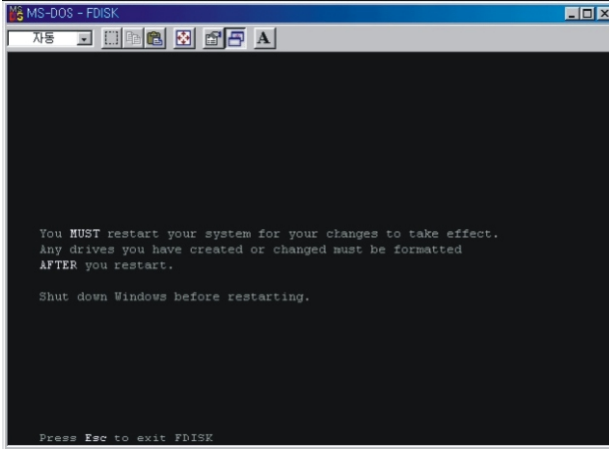 MS-DOS - FDISK
자동
A
You MUST restart your system for your changes to take effect.
Any drives you have created or changed must be formatted
AFTER you restart.
Shut down Windows before restarting.
Press Esc to exit FDISK